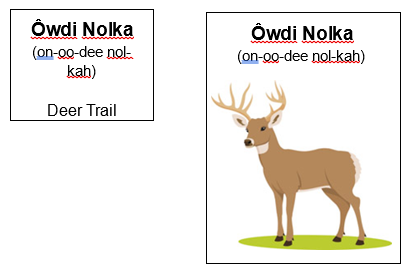 Ôwdi Nolka
(on-oo-dee nol-
kah)
Deer Trail
Ôwdi Nolka
(on-oo-dee nol-kah)